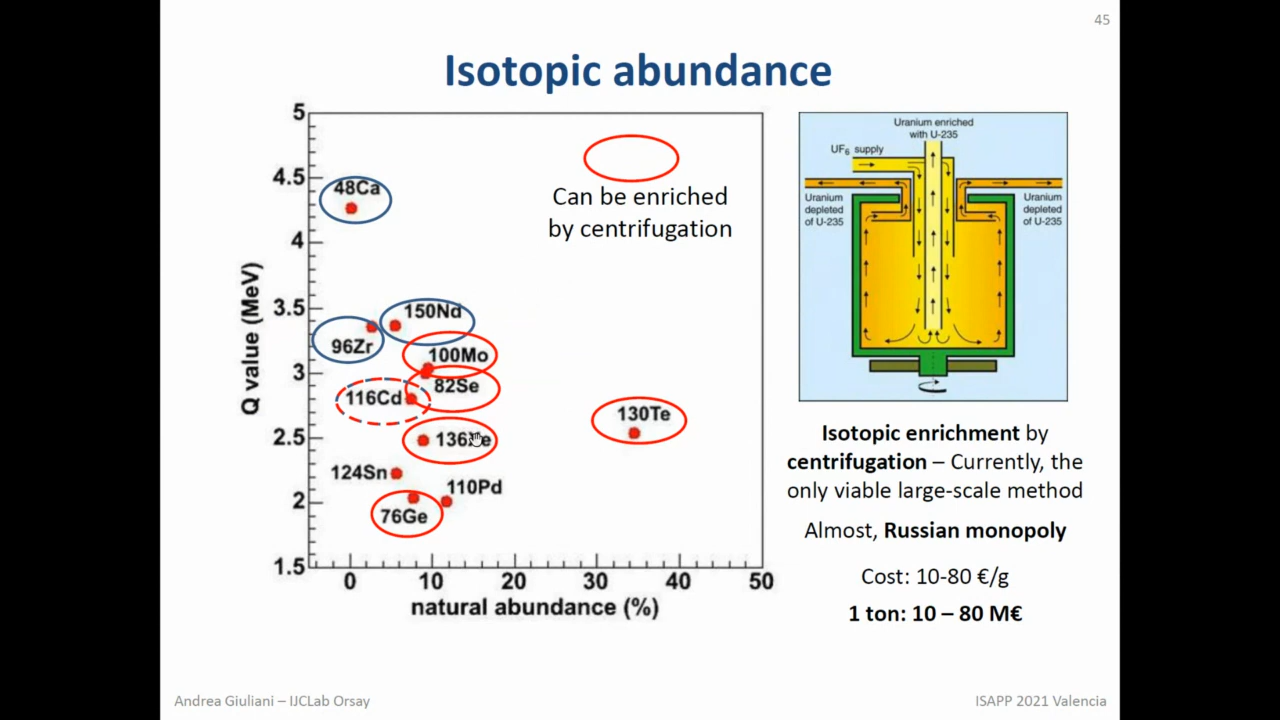 45
Isotopic abundance
5
4.5
4
3.5
3
2.5
2
1.5
Q value (MeV)
48Ca
150Nd
96Zr
100Mo
82Se
116Cd
130Te
124Sn
110Pd
76Ge
Can be enriched
by centrifugation
0 10 20 30 40 50
natural abundance (%)
Uranium enriched
with U-235
UF6 supply
Uranium
depleted
of U-235
Uranium
depleted
of U-235
Isotopic enrichment by
centrifugation – Currently, the
only viable large-scale method
Almost, Russian monopoly
Cost: 10-80 €/g
1 ton: 10 – 80 M€
Andrea Giuliani – IJCLab Orsay
ISAPP 2021 Valencia